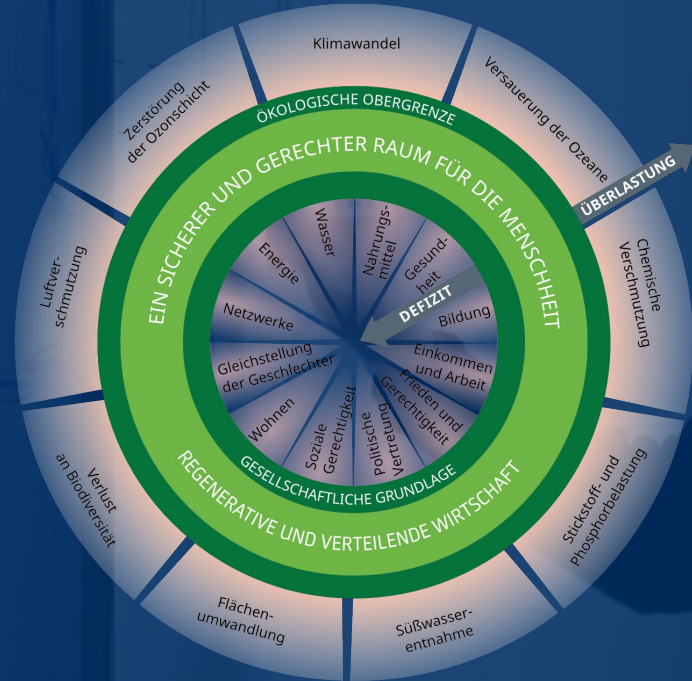 Klimawandel
Versauerung der Ozeane
ÜBERLASTUNG
Chemische
Verschmutzung
Stickstoff- und
Phosphorbelastung
Süßwasser-
entnahme
Flächen-
umwandlung
Verlust
an Biodiversität
Luftver-
schmutzung
Zerstörung
der Ozonschicht
ÖKOLOGISCHE OBERGRENZE
EIN SICHERER UND GERECHTER RAUM FÜR DIE MENSCHHEIT
Wasser
Nahrungs-
mittel
Gesund-
heit
DEFIZIT
Bildung
Einkommen
und Arbeit
Frieden und
Gerechtigkeit
Politische
Vertretung
Soziale
Gerechtigkeit
Wohnen
Gleichstellung
der Geschlechter
Netzwerke
Energie
GESELLSCHAFTLICHE GRUNDLAGE
REGENERATIVE UND VERTEILENDE WIRTSCHAFT